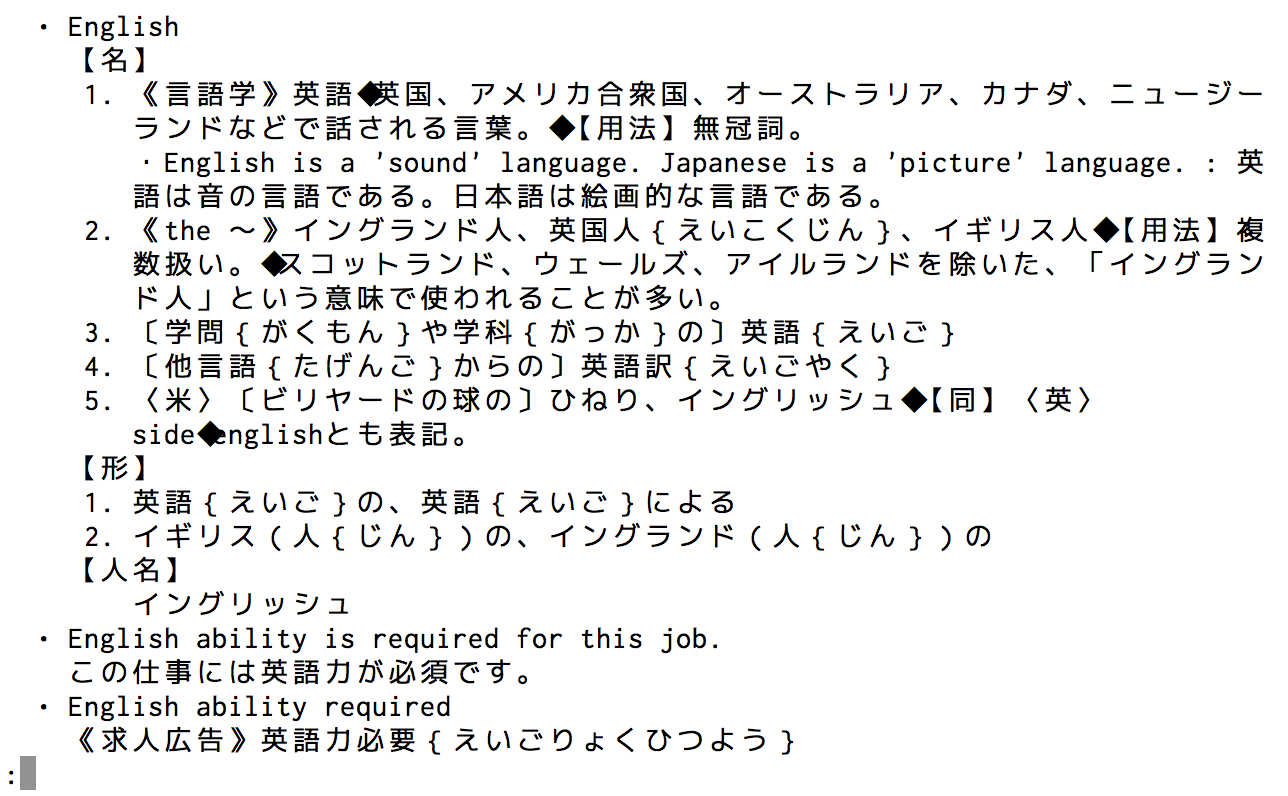 ・ English
【名】
1. 《言語学》英語◆英国、アメリカ合衆国、オーストラリア、カナダ、ニュージー
ランドなどで話される言葉。◆【用法】無冠詞。
・English is a 'sound' language. Japanese is a 'picture' language. : 英
語は音の言語である。日本語は絵画的な言語である。
2. 《the ～》イングランド人、英国人{えいこくじん}、イギリス人◆【用法】複
数扱い。◆スコットランド、ウェールズ、アイルランドを除いた、「イングラン
ド人」という意味で使われることが多い。
3. 〔学問{がくもん}や学科{がっか}の〕英語{えいご}
4. 〔他言語{たげんご}からの〕英語訳{えいごやく}
5. 〈米〉〔ビリヤードの球の〕ひねり、イングリッシュ◆【同】〈英〉
side◆englishとも表記。
【形】
1. 英語{えいご}の、英語{えいご}による
2. イギリス(人{じん})の、イングランド(人{じん})の
【人名】
イングリッシュ
・ English ability is required for this job.
この仕事には英語力が必須です。
・ English ability required
《求人広告》英語力必要{えいごりょくひつよう}
: